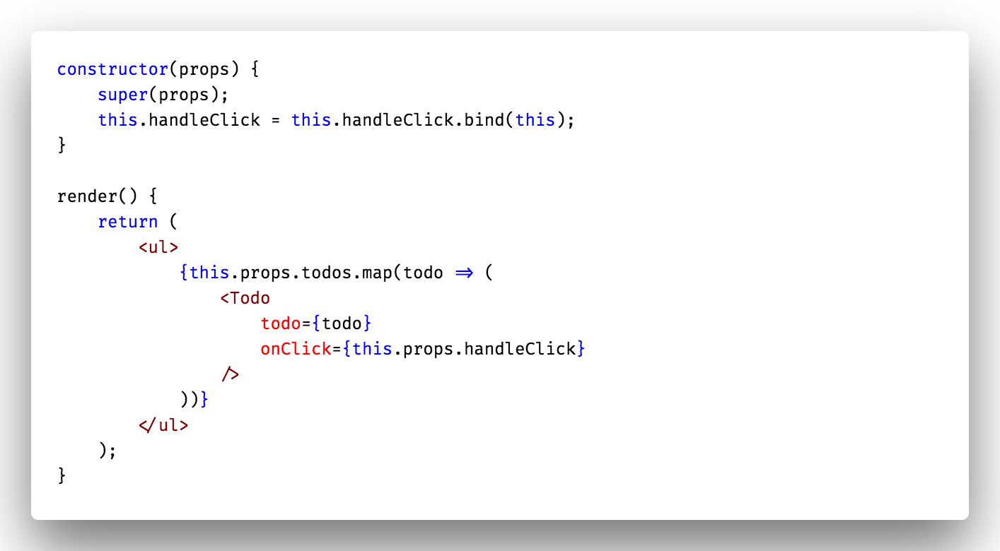 constructor(props) {
    super(props);
    this.handleClick = this.handleClick.bind(this);
}

render() {
    return (
        <ul>
            {this.props.todos.map(todo => (
                <Todo
                    todo={todo}
                    onClick={this.props.handleClick}
                />
            ))}
        </ul>
    );
}